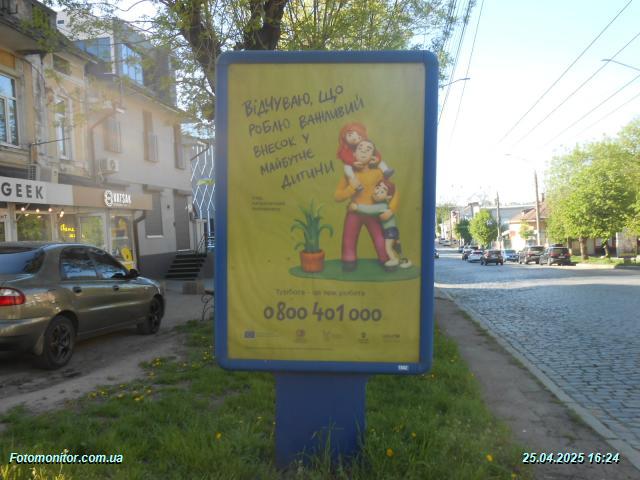 ВІДЧУВАЮ, ЩО
РОБЛЮ ВАЖЛИВИЙ
ВНЕСОК У
МАЙБУТНЄ
ДИТИНИ
Турбота - це теж робота
0 800 401 000
GEEK
Fotomonitor.com.ua
25.04.2025 16:24